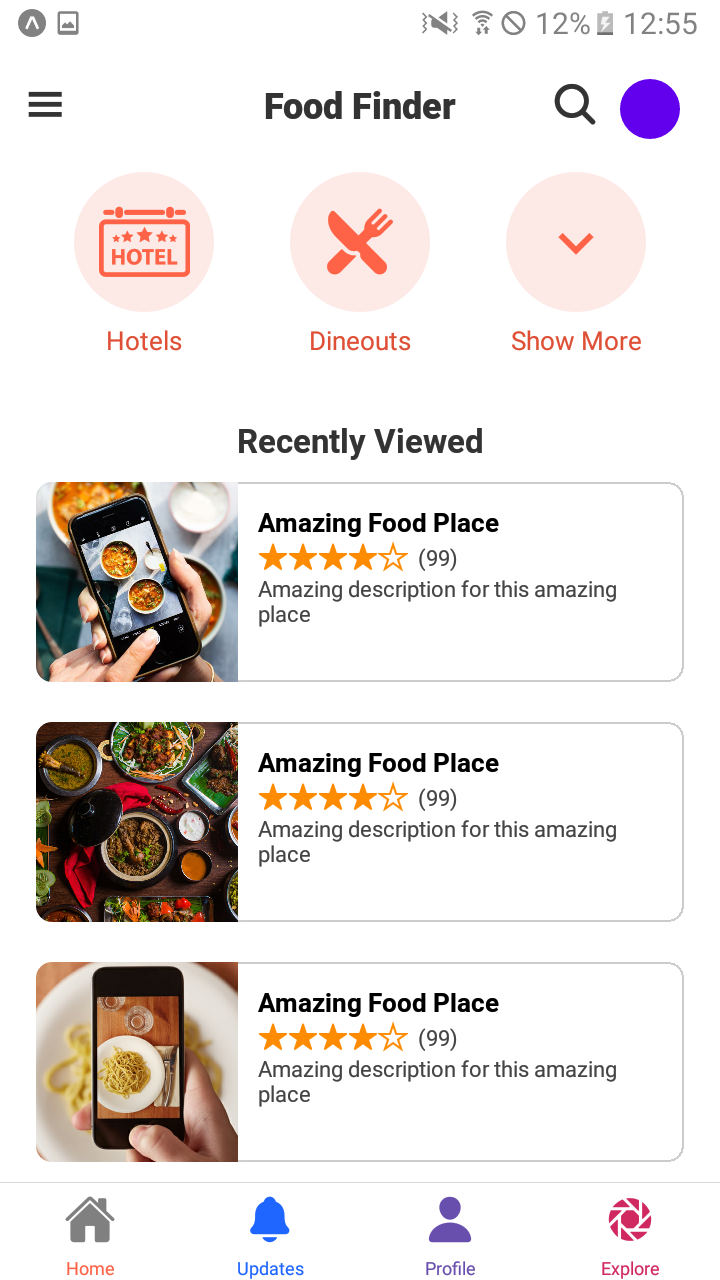 12% 12:55
Food Finder
HOTEL
Hotels Dineouts Show More
Recently Viewed
Amazing Food Place
(99)
Amazing description for this amazing
place
Amazing Food Place
(99)
Amazing description for this amazing
place
Amazing Food Place
(99)
Amazing description for this amazing
place
Home Updates Profile Explore